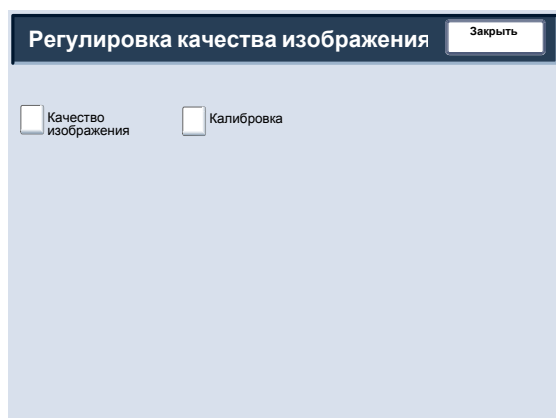 Регулировка качества изображения
Закрыть
Качество
изображения
Калибровка